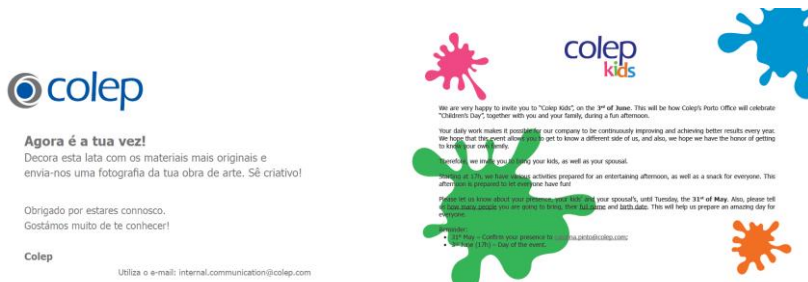 colep
Agora é a tua vez!
Decora esta lata com os materiais mais originais e
envia-nos uma fotografia da tua obra de arte. Sê criativo!
Obrigado por estares connosco.
Gostámos muito de te conhecer!
Colep
Utiliza o e-mail: internal.communication@colep.com
colep
kids
We are very happy to invite you to "Colep Kids", on the 3rd of June. This will be how Colep's Porto Office will celebrate
"Children's Day", together with you and your family, during a fun afternoon.
Your daily work makes it possible for our company to be continuously improving and achieving better results every year.
We hope that this event allows you to get to know a different side of us, and also, we hope we have the honor of getting
to know your own family.
Therefore, we invite you to bring your kids, as well as your spousal.
Starting at 17h, we have various activities prepared for an entertaining afternoon, as well as a snack for everyone. This
afternoon is prepared to let everyone have fun!
Please let us know about your presence, your kids' and your spousal's, until Tuesday, the 31st of May. Also, please tell
us how many people you are going to bring, their full name and birth date. This will help us prepare an amazing day for
everyone.
Reminder:
• 31st May – Confirm your presence to
• 3rd June (17h) – Day of the event.